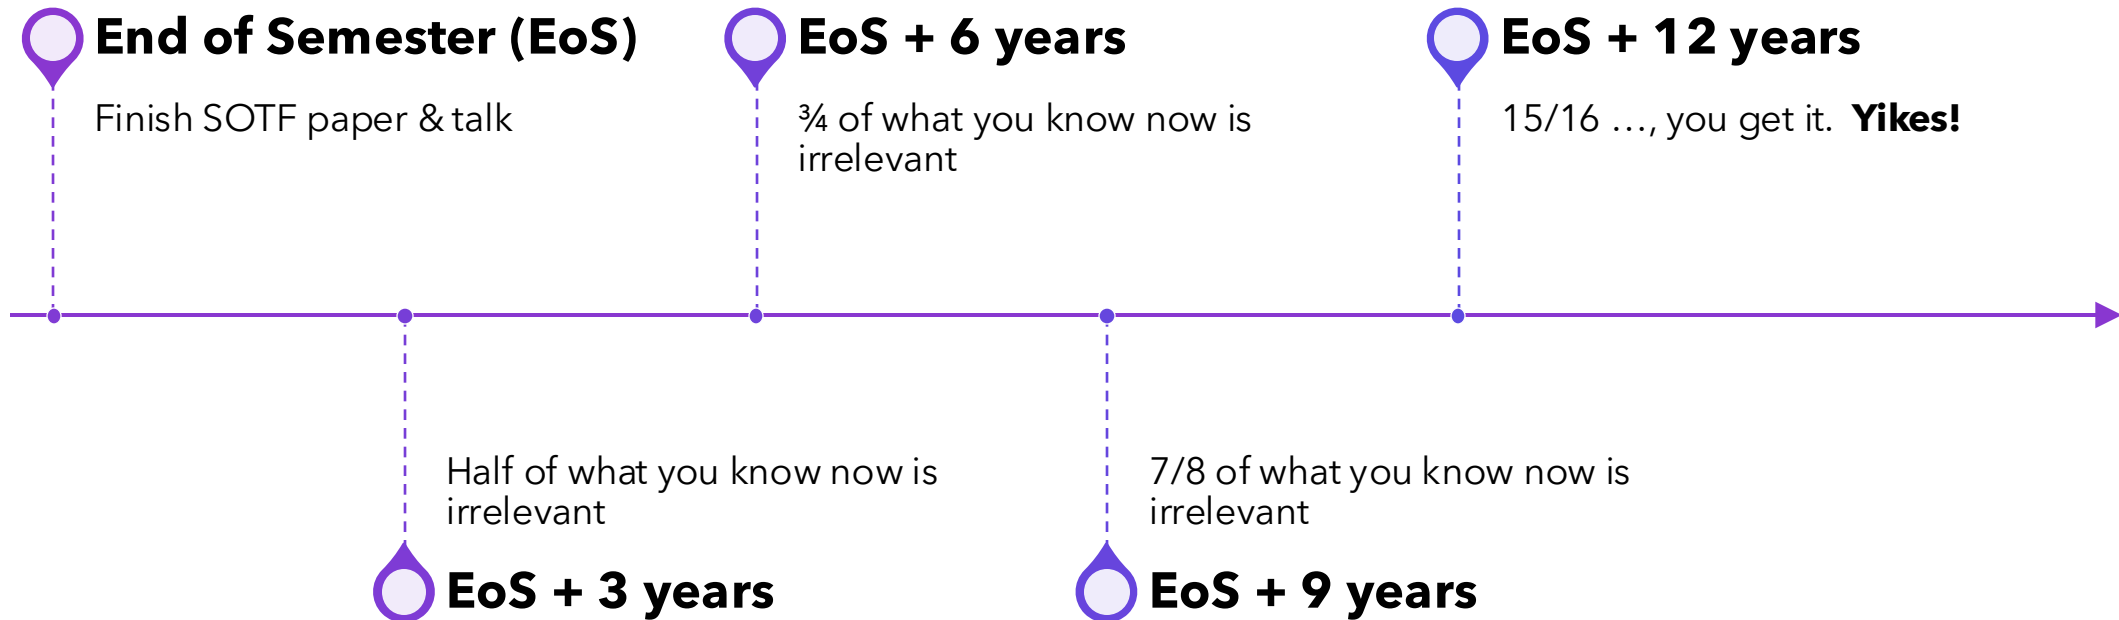 End of Semester (EoS)
Finish SOTF paper & talk
Half of what you know now is
irrelevant
EoS + 3 years
EoS + 6 years
¾ of what you know now is
irrelevant
7/8 of what you know now is
irrelevant
EoS + 9 years
EoS + 12 years
15/16 …, you get it. Yikes!